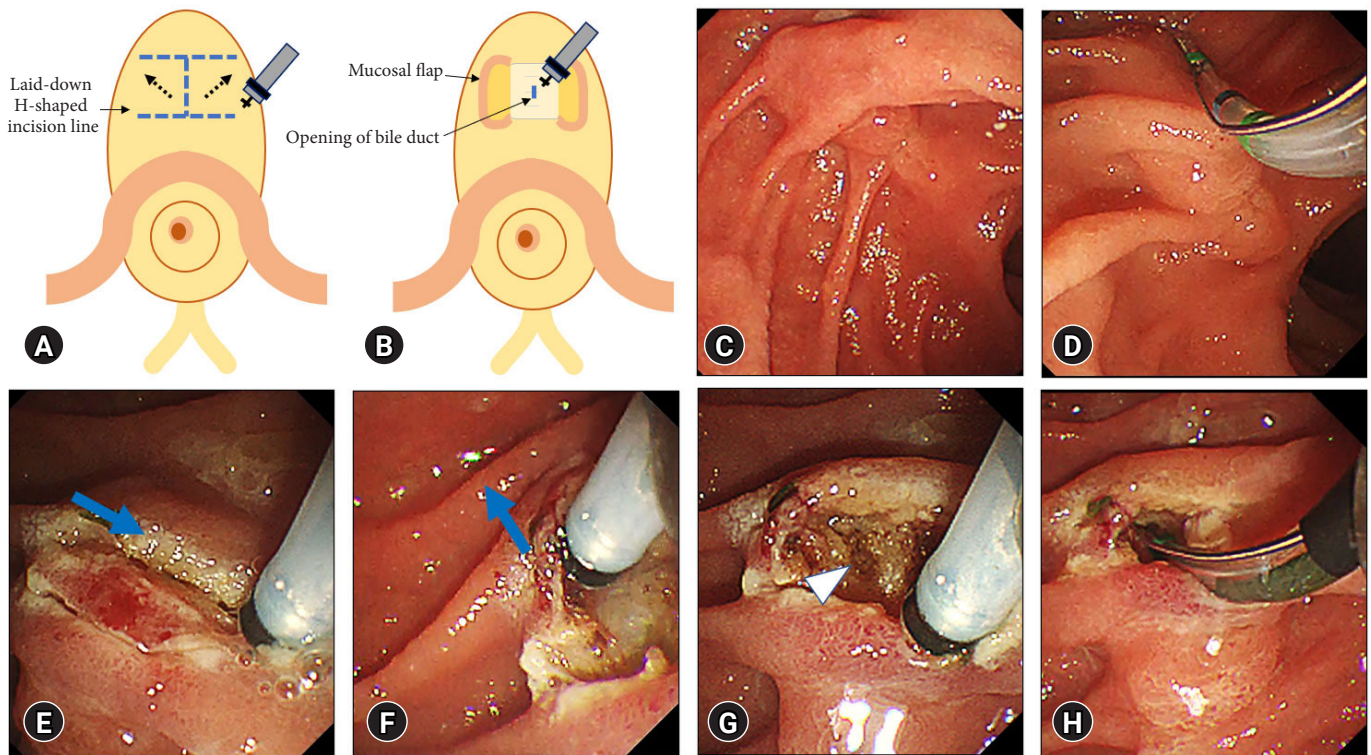 Laid-down
H-shaped
incision line
A
Mucosal flap
Opening of bile duct
B
C
D
E
F
G
H